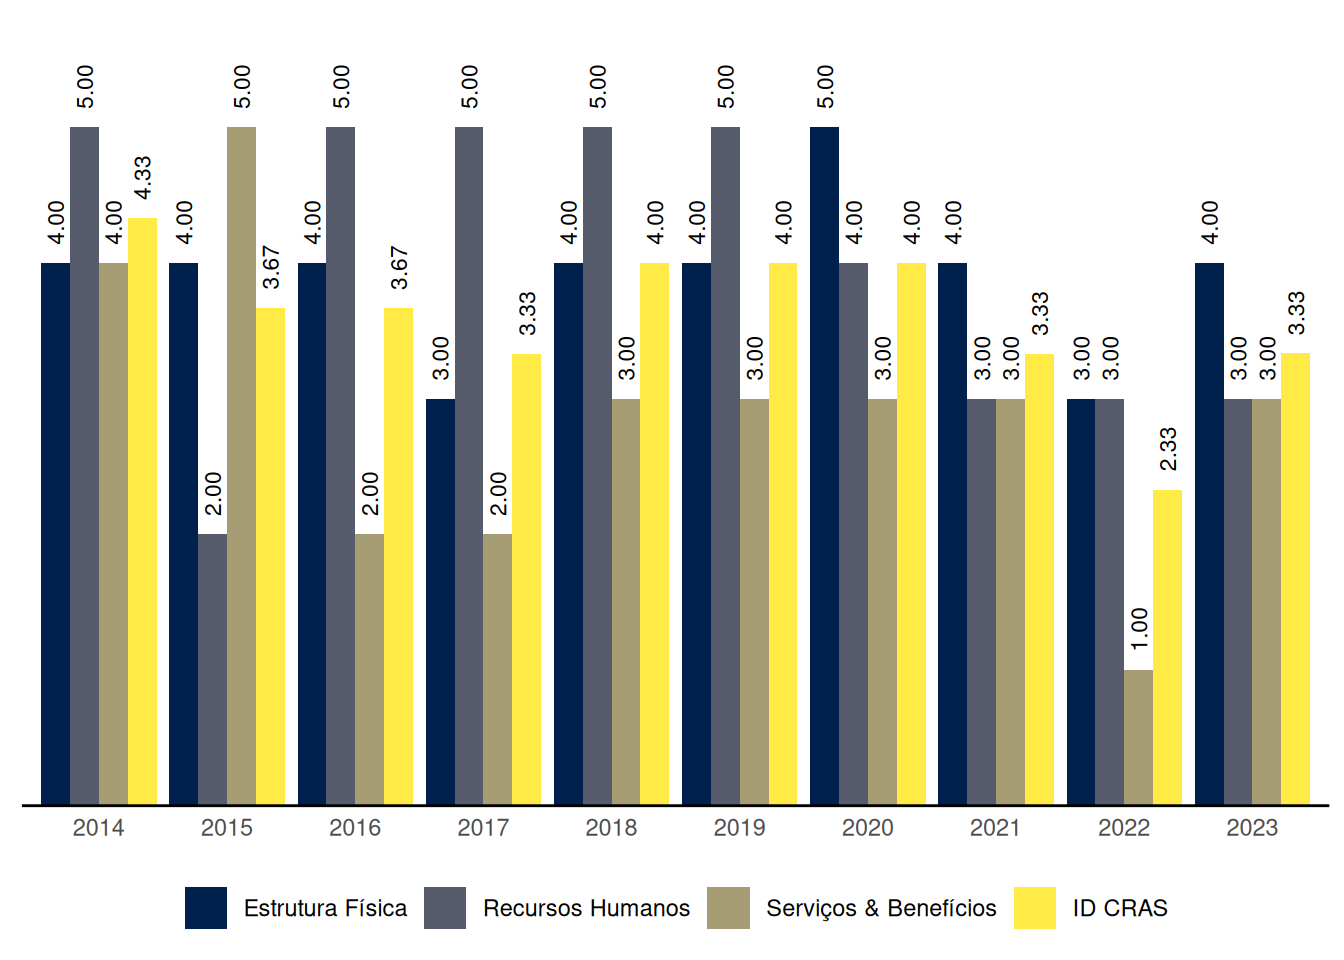 4.00 5.00 4.00 4.33 4.00 2.00 5.00 3.67 4.00 5.00 2.00 3.67 3.00 5.00 2.00 3.33 4.00 5.00 3.00 4.00 4.00 5.00 3.00 4.00 5.00 4.00 3.00 4.00 4.00 3.00 3.00 3.33 3.00 3.00 1.00 2.33 4.00 3.00 3.00 3.33
2014 2015 2016 2017 2018 2019 2020 2021 2022 2023
Estrutura Física Recursos Humanos Serviços & Benefícios ID CRAS